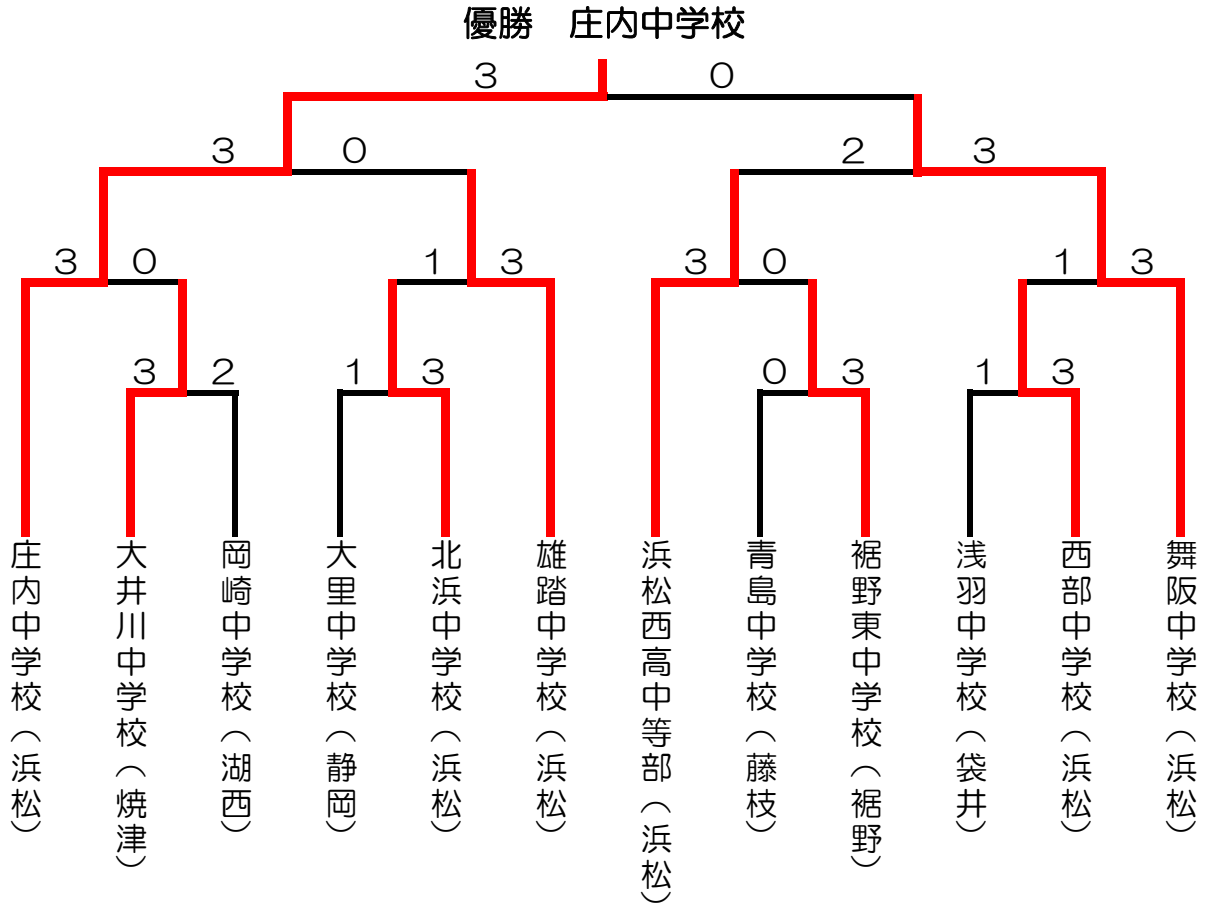 優勝　庄内中学校
３　０
３　０　２　３
３　０　１　３　３　０　１　３
３　２　１　３　０　３　１　３
庄内中学校（浜松）
大井川中学校（焼津）
岡崎中学校（湖西）
大里中学校（静岡）
北浜中学校（浜松）
雄踏中学校（浜松）
浜松西高中等部（浜松）
青島中学校（藤枝）
裾野東中学校（裾野）
浅羽中学校（袋井）
西部中学校（浜松）
舞阪中学校（浜松）